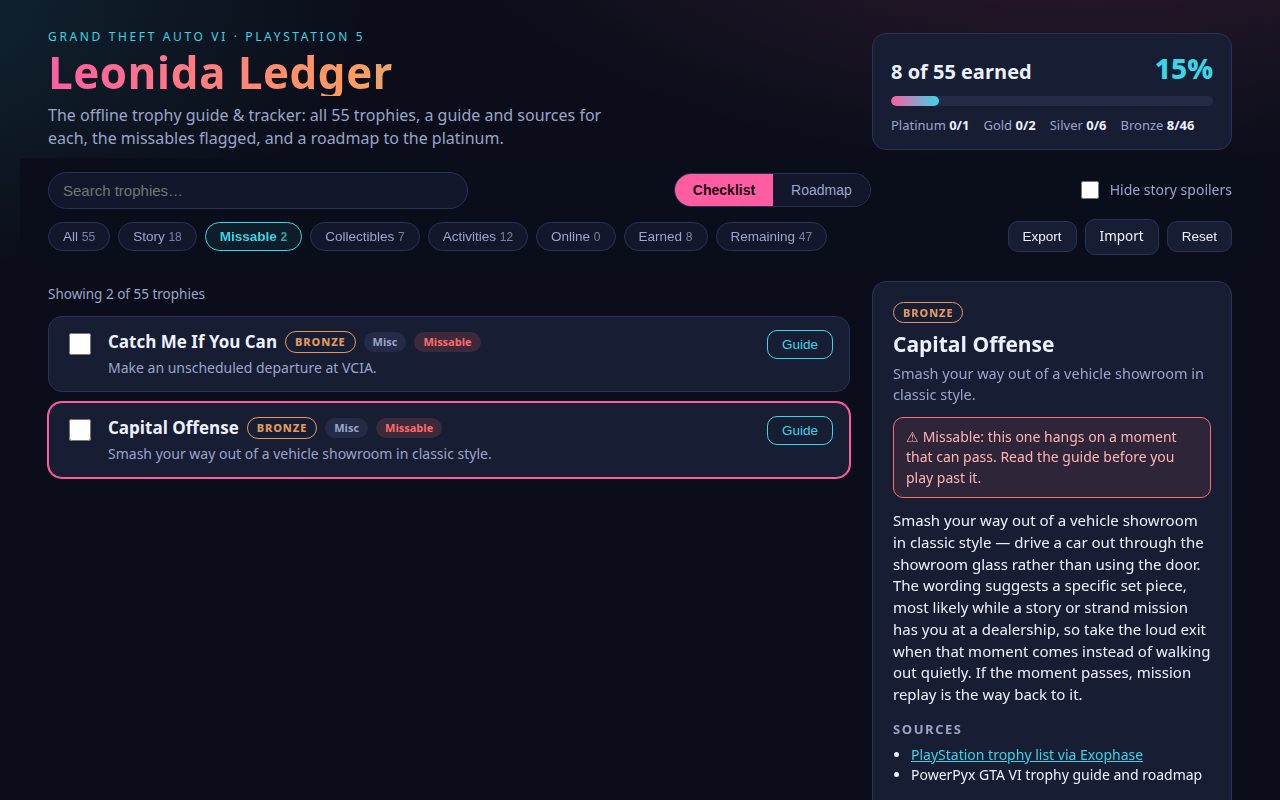 GRAND THEFT AUTO VI · PLAYSTATION 5
Leonida Ledger
The offline trophy guide & tracker: all 55 trophies, a guide and sources for
each, the missables flagged, and a roadmap to the platinum.
8 of 55 earned 15%
Platinum 0/1 Gold 0/2 Silver 0/6 Bronze 8/46
Search trophies… Checklist Roadmap Hide story spoilers
All 55 Story 18 Missable 2 Collectibles 7 Activities 12 Online 0 Earned 8 Remaining 47 Export Import Reset
Showing 2 of 55 trophies
Catch Me If You Can BRONZE Misc Missable Guide
Make an unscheduled departure at VCIA.
Capital Offense BRONZE Misc Missable Guide
Smash your way out of a vehicle showroom in classic style.
BRONZE
Capital Offense
Smash your way out of a vehicle showroom in
classic style.
⚠ Missable: this one hangs on a moment
that can pass. Read the guide before you
play past it.
Smash your way out of a vehicle showroom
in classic style — drive a car out through the
showroom glass rather than using the door.
The wording suggests a specific set piece,
most likely while a story or strand mission
has you at a dealership, so take the loud exit
when that moment comes instead of walking
out quietly. If the moment passes, mission
replay is the way back to it.
SOURCES
• PlayStation trophy list via Exophase
• PowerPyx GTA VI trophy guide and roadmap